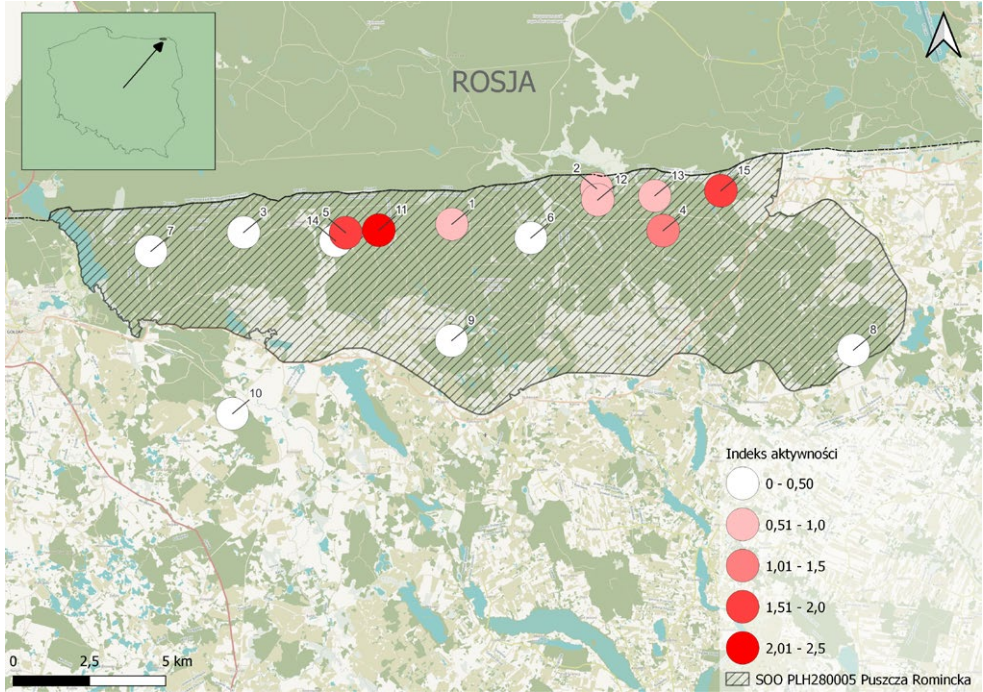 ROSJA
2
12
13
15
3
14
5
11
1
6
4
7
9
8
10
Indeks aktywności
0 - 0,50
0,51 - 1,0
1,01 - 1,5
1,51 - 2,0
2,01 - 2,5
SOO PLH280005 Puszcza Romincka
0 2,5 5 km